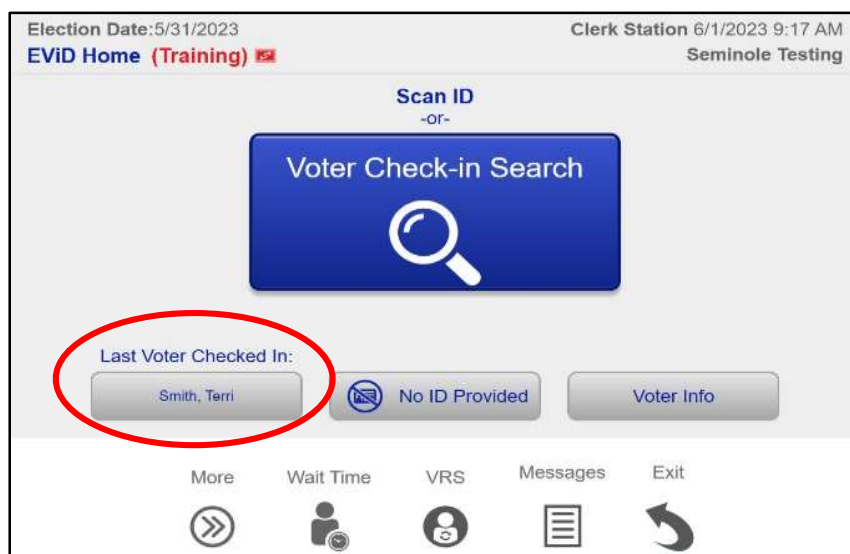 Election Date:5/31/2023
Clerk Station 6/1/2023 9:17 AM
EViD Home (Training)
Seminole Testing
Scan ID
-or-
Voter Check-in Search
Last Voter Checked In:
Smith, Terri
No ID Provided
Voter Info
More
Wait Time
VRS
Messages
Exit